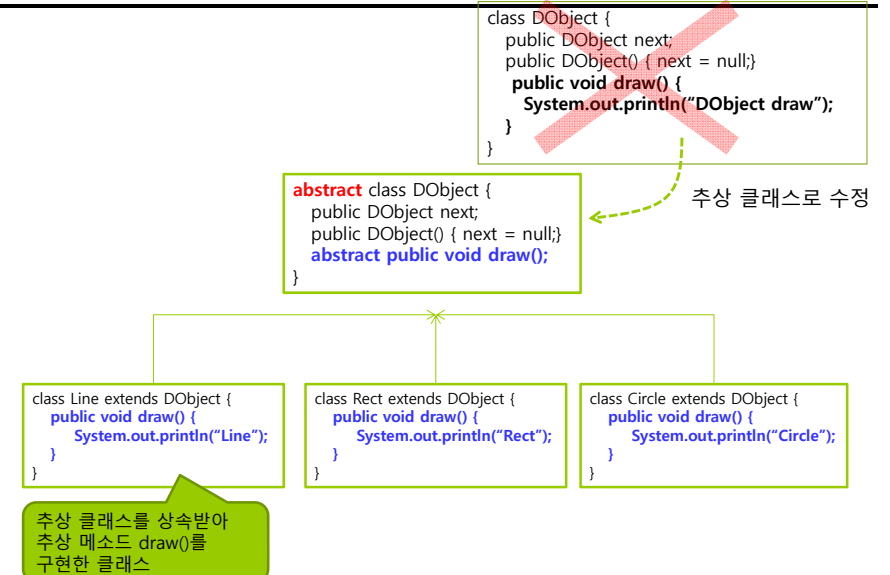 class DObject {
public DObject next;
public DObject() { next = null;}
public void draw() {
System.out.println(“DObject draw”);
}
}
추상 클래스로 수정
abstract class DObject {
public DObject next;
public DObject() { next = null;}
abstract public void draw();
}
class Line extends DObject {
public void draw() {
System.out.println(“Line”);
}
}
class Rect extends DObject {
public void draw() {
System.out.println(“Rect”);
}
}
class Circle extends DObject {
public void draw() {
System.out.println(“Circle”);
}
}
추상 클래스를 상속받아
추상 메소드 draw()를
구현한 클래스